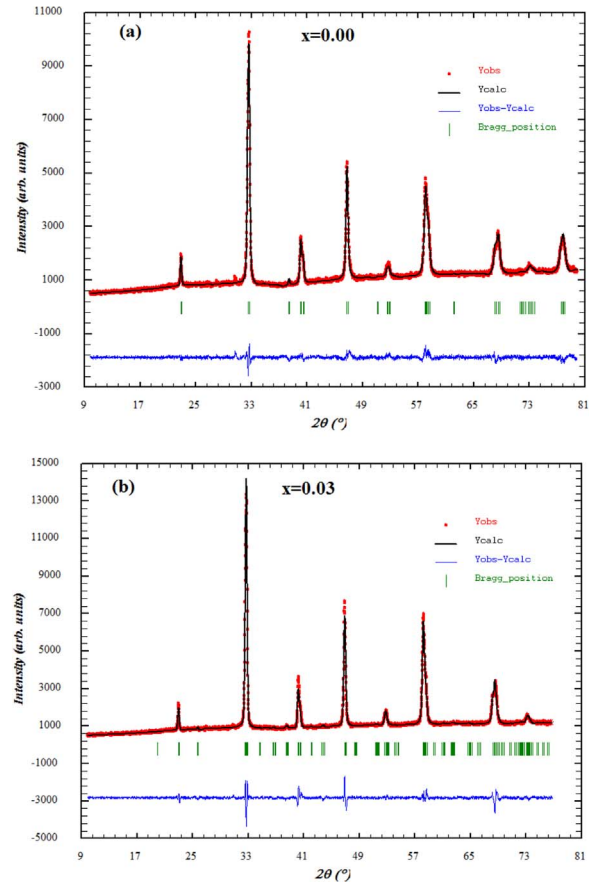 (a)
x=0.00
11000
9000
7000
5000
3000
1000
-1000
-3000
Intensity (arb. units)
Yobs
Ycalc
Yobs-Ycalc
Bragg_position
9 17 25 33 41 49 57 65 73 81
2θ (°)
(b)
x=0.03
15000
13000
11000
9000
7000
5000
3000
1000
-1000
-3000
-5000
Intensity (arb. units)
Yobs
Ycalc
Yobs-Ycalc
Bragg_position
9 17 25 33 41 49 57 65 73 81
2θ (°)